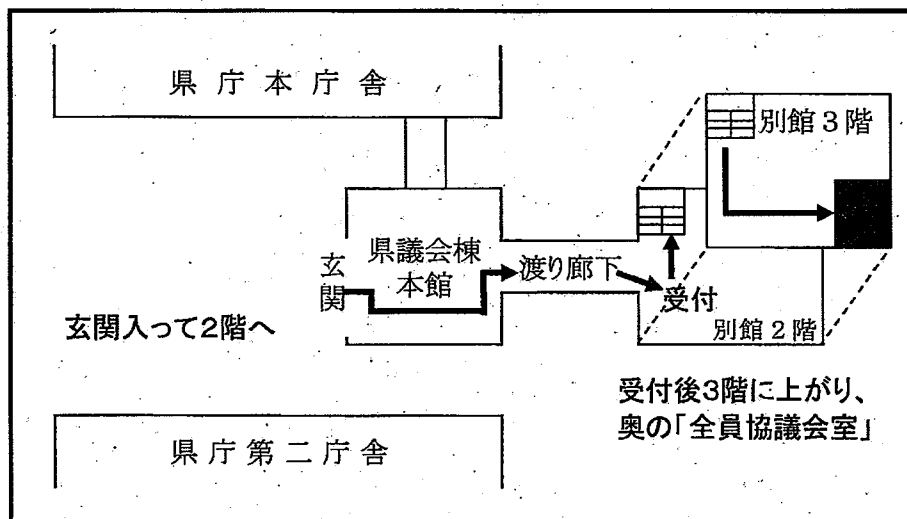 県庁本庁舎
別館3階
県議会棟
本館
玄関
渡り廊下
受付
別館2階
玄関入って2階へ
受付後3階に上がり、
奥の「全員協議会室」
県庁第二庁舎